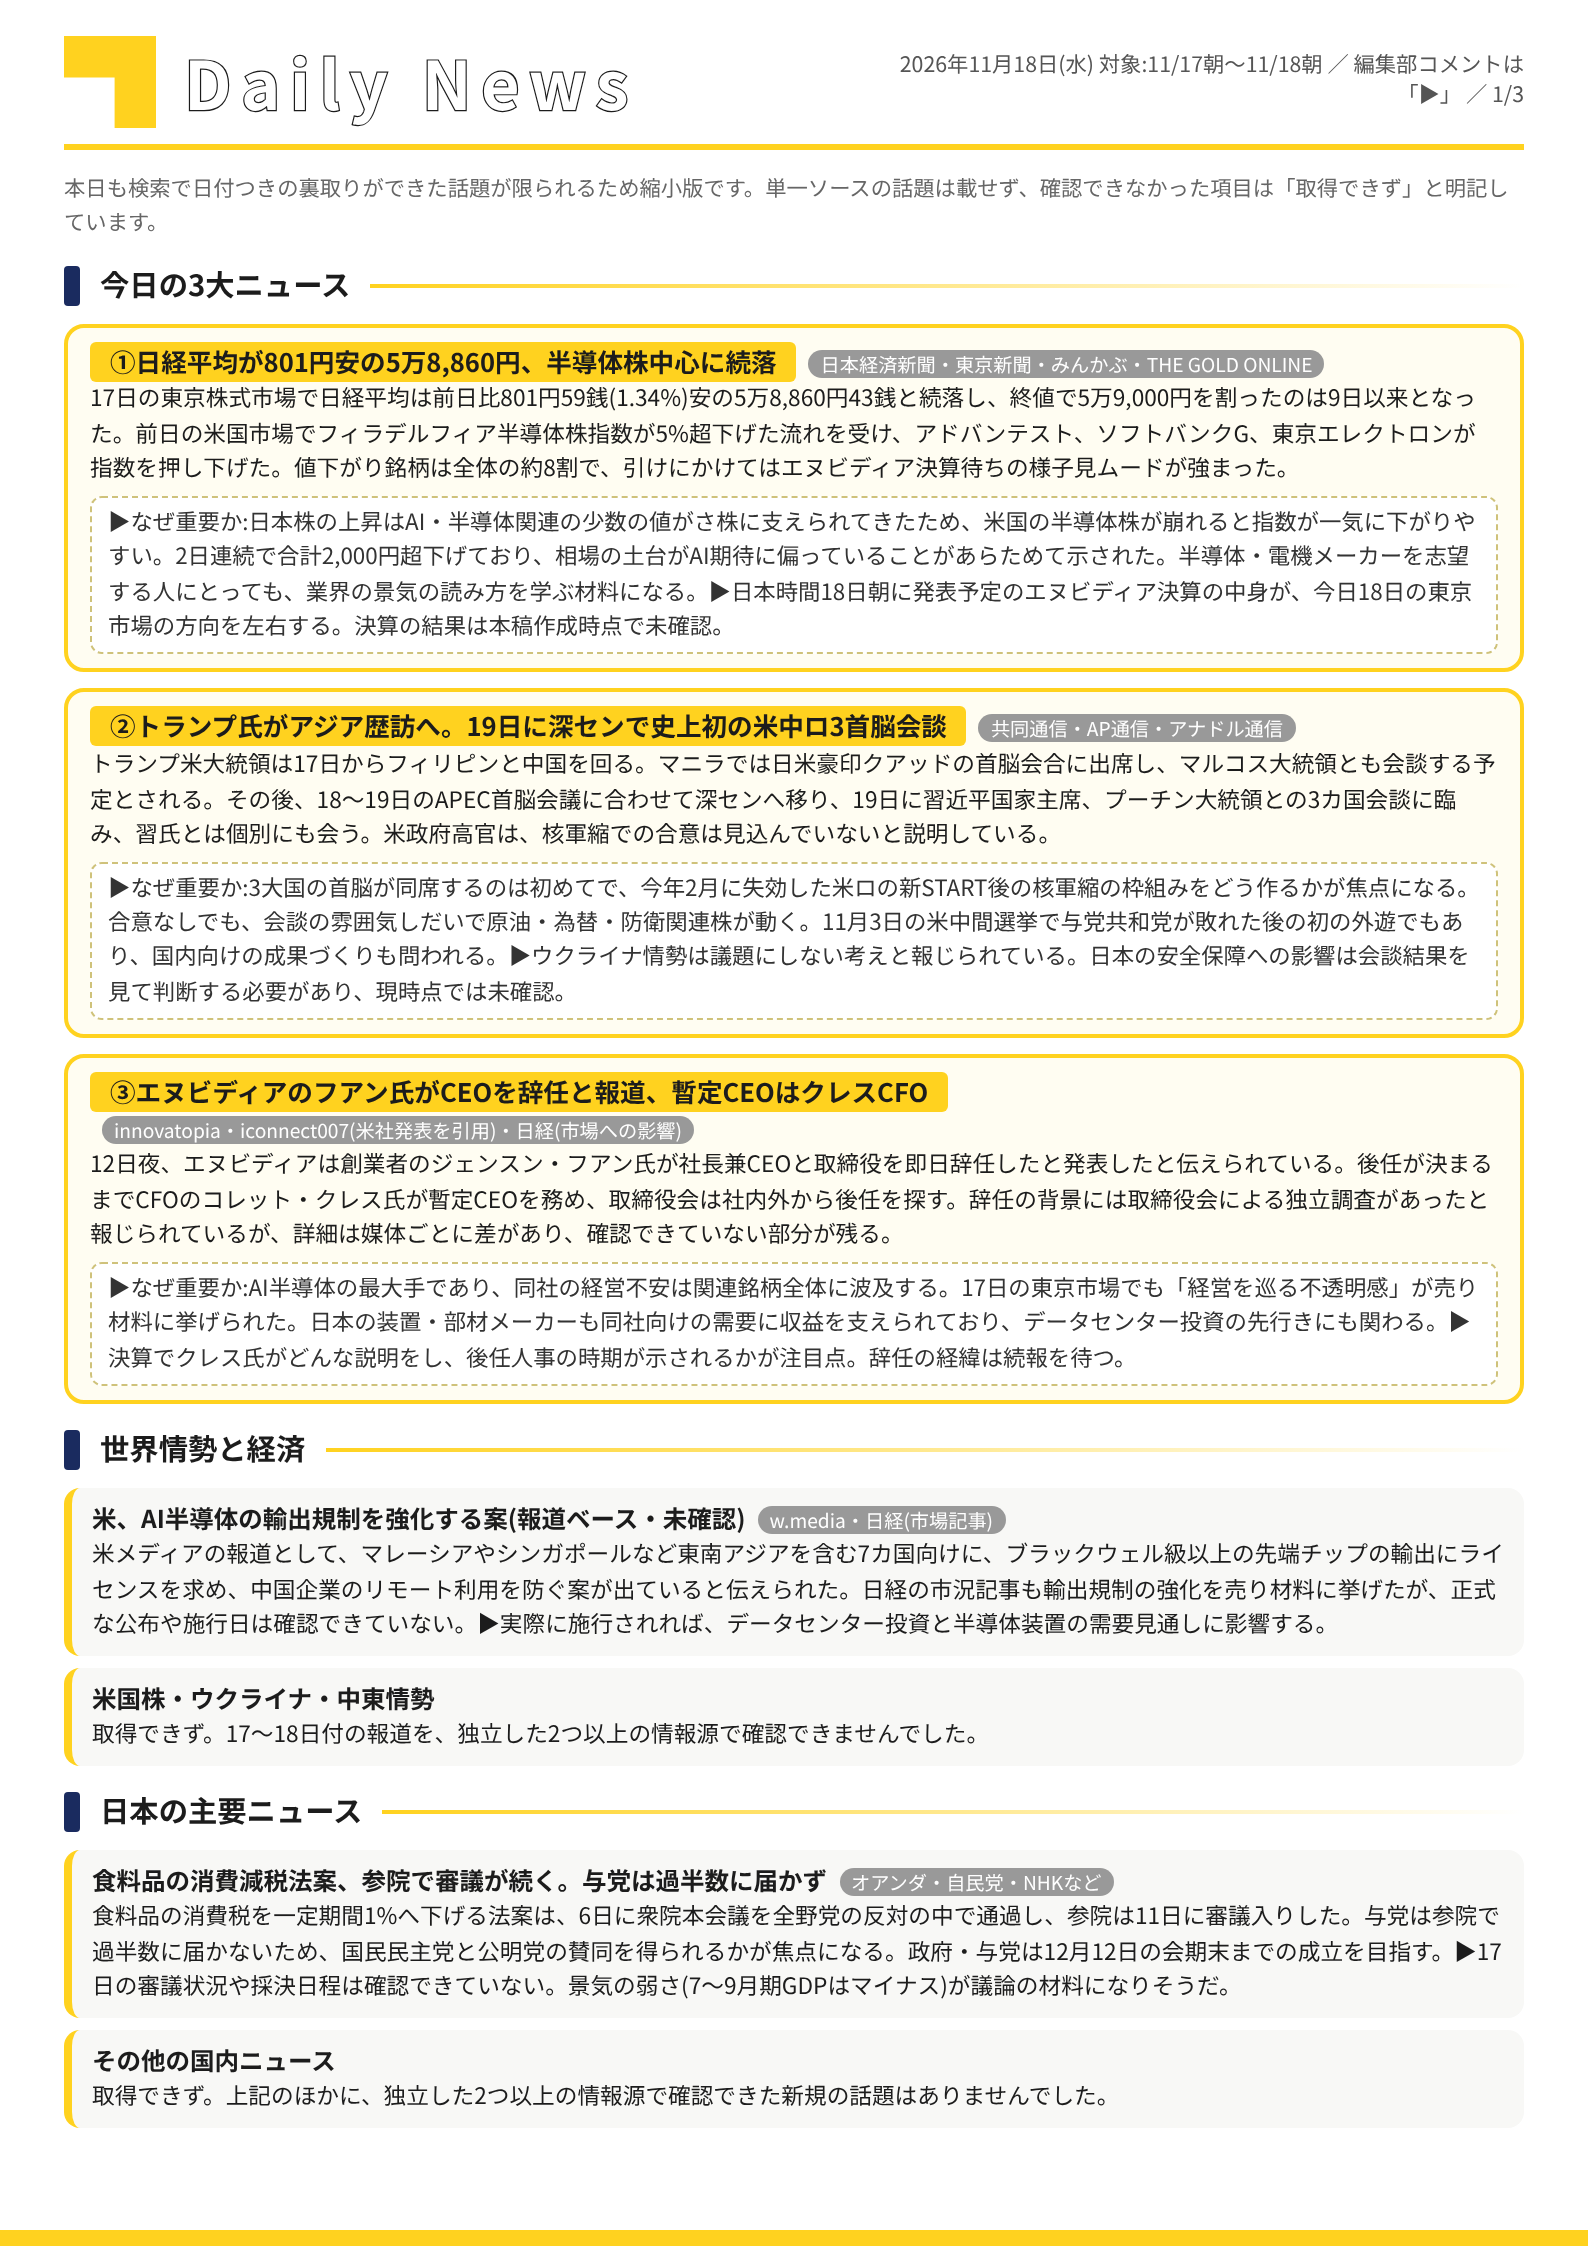 Daily News
2026年11月18日(水) 対象:11/17朝〜11/18朝 ／ 編集部コメントは
「▶」 ／ 1/3
本日も検索で日付つきの裏取りができた話題が限られるため縮小版です。単一ソースの話題は載せず、確認できなかった項目は「取得できず」と明記し
ています。
今日の3大ニュース
①日経平均が801円安の5万8,860円、半導体株中心に続落 日本経済新聞・東京新聞・みんかぶ・THE GOLD ONLINE
17日の東京株式市場で日経平均は前日比801円59銭(1.34%)安の5万8,860円43銭と続落し、終値で5万9,000円を割ったのは9日以来となっ
た。前日の米国市場でフィラデルフィア半導体株指数が5%超下げた流れを受け、アドバンテスト、ソフトバンクG、東京エレクトロンが
指数を押し下げた。値下がり銘柄は全体の約8割で、引けにかけてはエヌビディア決算待ちの様子見ムードが強まった。
▶なぜ重要か:日本株の上昇はAI・半導体関連の少数の値がさ株に支えられてきたため、米国の半導体株が崩れると指数が一気に下がりや
すい。2日連続で合計2,000円超下げており、相場の土台がAI期待に偏っていることがあらためて示された。半導体・電機メーカーを志望
する人にとっても、業界の景気の読み方を学ぶ材料になる。▶日本時間18日朝に発表予定のエヌビディア決算の中身が、今日18日の東京
市場の方向を左右する。決算の結果は本稿作成時点で未確認。
②トランプ氏がアジア歴訪へ。19日に深センで史上初の米中ロ3首脳会談 共同通信・AP通信・アナドル通信
トランプ米大統領は17日からフィリピンと中国を回る。マニラでは日米豪印クアッドの首脳会合に出席し、マルコス大統領とも会談する予
定とされる。その後、18〜19日のAPEC首脳会議に合わせて深センへ移り、19日に習近平国家主席、プーチン大統領との3カ国会談に臨
み、習氏とは個別にも会う。米政府高官は、核軍縮での合意は見込んでいないと説明している。
▶なぜ重要か:3大国の首脳が同席するのは初めてで、今年2月に失効した米ロの新START後の核軍縮の枠組みをどう作るかが焦点になる。
合意なしでも、会談の雰囲気しだいで原油・為替・防衛関連株が動く。11月3日の米中間選挙で与党共和党が敗れた後の初の外遊でもあ
り、国内向けの成果づくりも問われる。▶ウクライナ情勢は議題にしない考えと報じられている。日本の安全保障への影響は会談結果を
見て判断する必要があり、現時点では未確認。
③エヌビディアのフアン氏がCEOを辞任と報道、暫定CEOはクレスCFO
innovatopia・iconnect007(米社発表を引用)・日経(市場への影響)
12日夜、エヌビディアは創業者のジェンスン・フアン氏が社長兼CEOと取締役を即日辞任したと発表したと伝えられている。後任が決まる
までCFOのコレット・クレス氏が暫定CEOを務め、取締役会は社内外から後任を探す。辞任の背景には取締役会による独立調査があったと
報じられているが、詳細は媒体ごとに差があり、確認できていない部分が残る。
▶なぜ重要か:AI半導体の最大手であり、同社の経営不安は関連銘柄全体に波及する。17日の東京市場でも「経営を巡る不透明感」が売り
材料に挙げられた。日本の装置・部材メーカーも同社向けの需要に収益を支えられており、データセンター投資の先行きにも関わる。▶
決算でクレス氏がどんな説明をし、後任人事の時期が示されるかが注目点。辞任の経緯は続報を待つ。
世界情勢と経済
米、AI半導体の輸出規制を強化する案(報道ベース・未確認) w.media・日経(市場記事)
米メディアの報道として、マレーシアやシンガポールなど東南アジアを含む7カ国向けに、ブラックウェル級以上の先端チップの輸出にライ
センスを求め、中国企業のリモート利用を防ぐ案が出ていると伝えられた。日経の市況記事も輸出規制の強化を売り材料に挙げたが、正式
な公布や施行日は確認できていない。▶実際に施行されれば、データセンター投資と半導体装置の需要見通しに影響する。
米国株・ウクライナ・中東情勢
取得できず。17〜18日付の報道を、独立した2つ以上の情報源で確認できませんでした。
日本の主要ニュース
食料品の消費減税法案、参院で審議が続く。与党は過半数に届かず オアンダ・自民党・NHKなど
食料品の消費税を一定期間1%へ下げる法案は、6日に衆院本会議を全野党の反対の中で通過し、参院は11日に審議入りした。与党は参院で
過半数に届かないため、国民民主党と公明党の賛同を得られるかが焦点になる。政府・与党は12月12日の会期末までの成立を目指す。▶17
日の審議状況や採決日程は確認できていない。景気の弱さ(7〜9月期GDPはマイナス)が議論の材料になりそうだ。
その他の国内ニュース
取得できず。上記のほかに、独立した2つ以上の情報源で確認できた新規の話題はありませんでした。